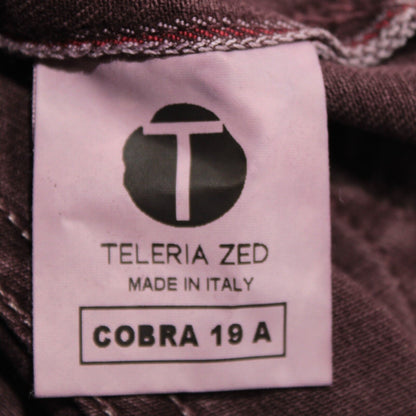 T
TELERIA ZED
MADE IN ITALY
COBRA 19 A